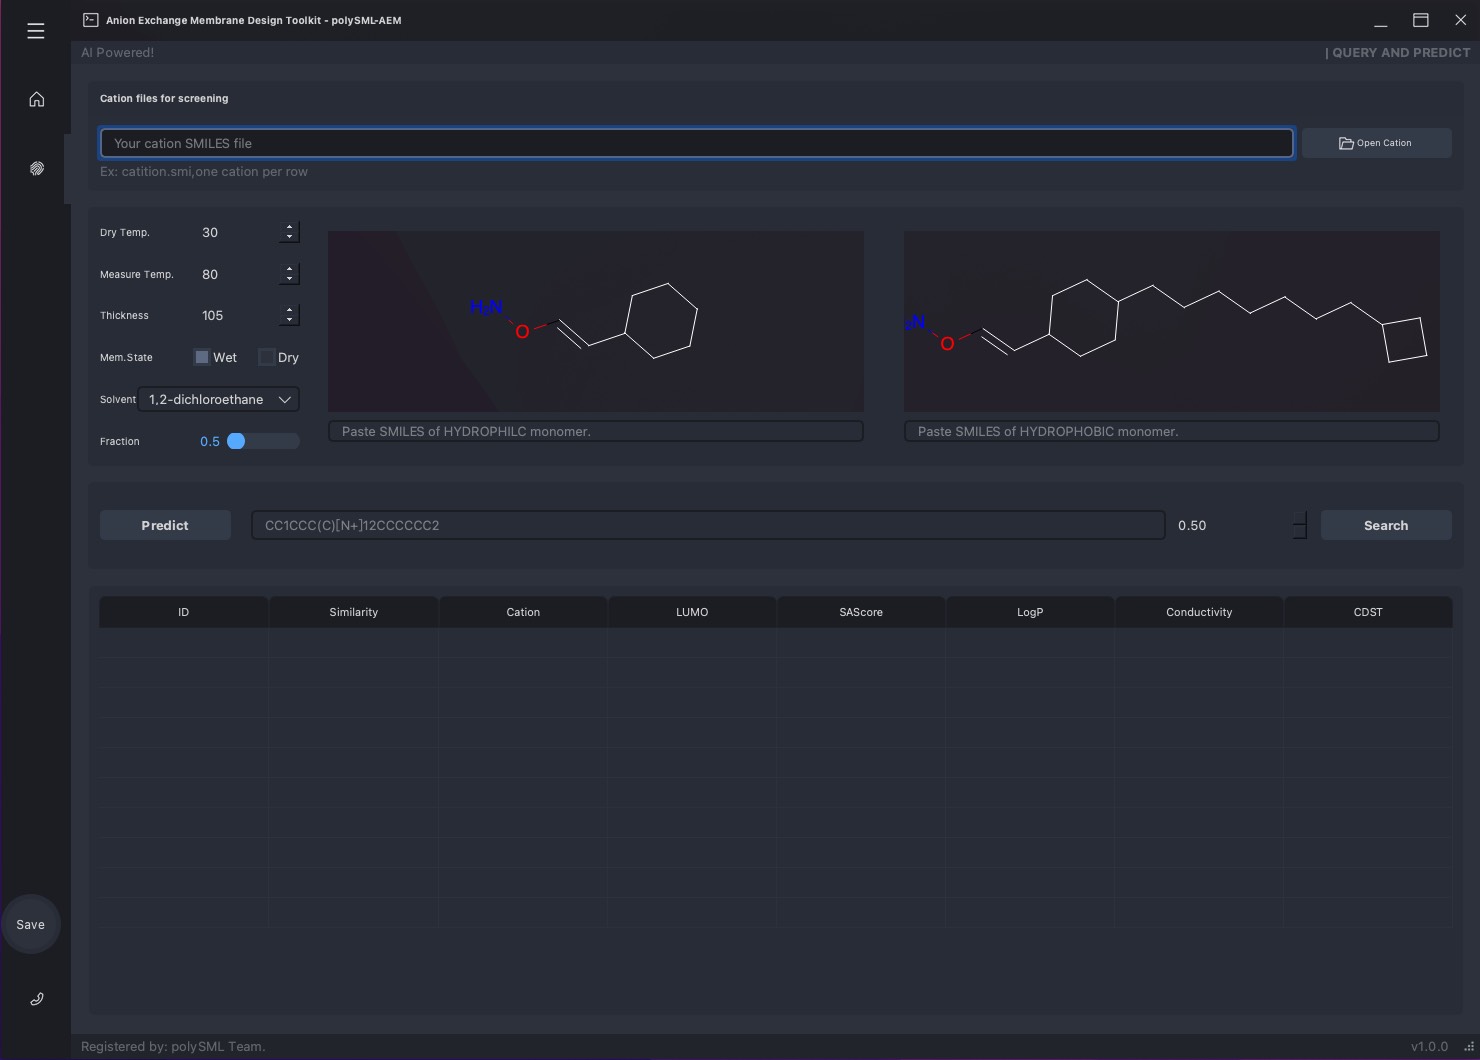 Anion Exchange Membrane Design Toolkit - polySML-AEM
AI Powered!
| QUERY AND PREDICT
Cation files for screening
Your cation SMILES file
Open Cation
Ex: catition.smi,one cation per row
Dry Temp.
30
Measure Temp.
80
Thickness
105
Mem.State
Wet
Dry
Solvent
1,2-dichloroethane
Fraction
0.5
H₂N
O
Paste SMILES of HYDROPHILC monomer.
₂N
O
Paste SMILES of HYDROPHOBIC monomer.
Predict
CC1CCC(C)[N+]12CCCCCC2
0.50
Search
ID
Similarity
Cation
LUMO
SAScore
LogP
Conductivity
CDST
Save
Registered by: polySML Team.
v1.0.0